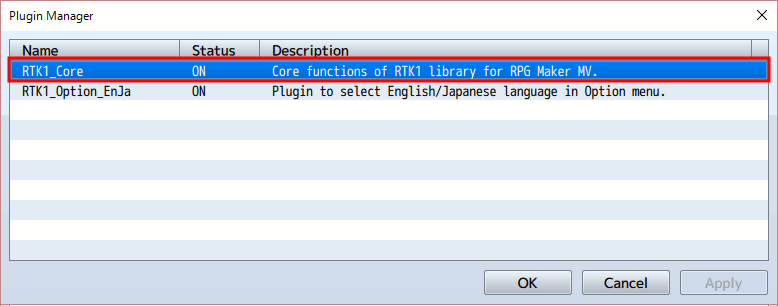 Plugin Manager
Name Status Description
RTK1_Core ON Core functions of RTK1 library for RPG Maker MV.
RTK1_Option_EnJa ON Plugin to select English/Japanese language in Option menu.
OK Cancel Apply